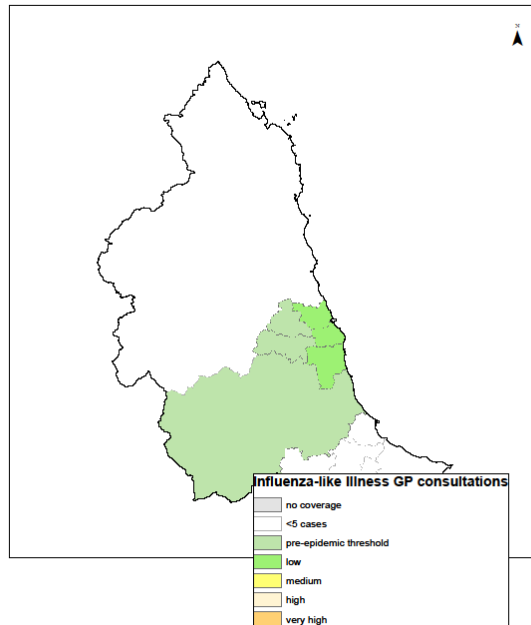 Influenza-like Illness GP consultations
no coverage
<5 cases
pre-epidemic threshold
low
medium
high
very high